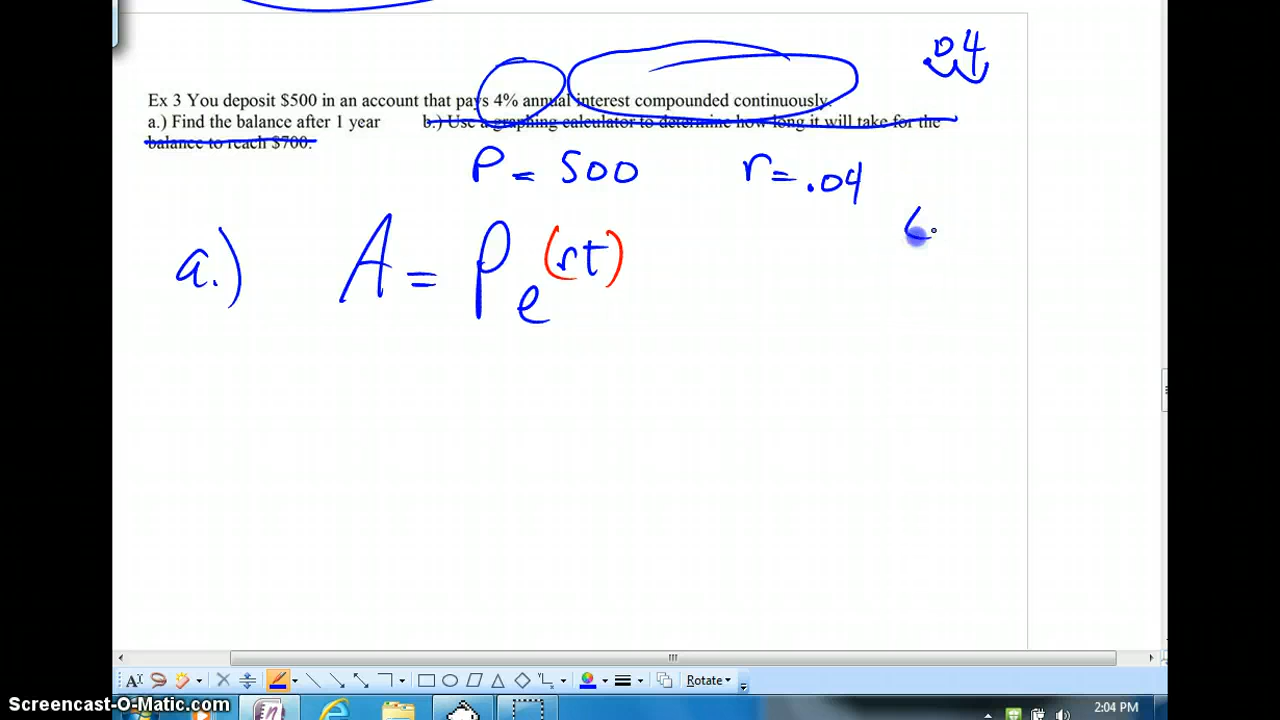 .04
Ex 3 You deposit $500 in an account that pays 4% annual interest compounded continuously.
a.) Find the balance after 1 year b.) Use a graphing calculator to determine how long it will take for the
balance to reach $700.
P = 500 r = .04
a.) A = Pe^(rt)
Rotate
Screencast-O-Matic.com
2:04 PM